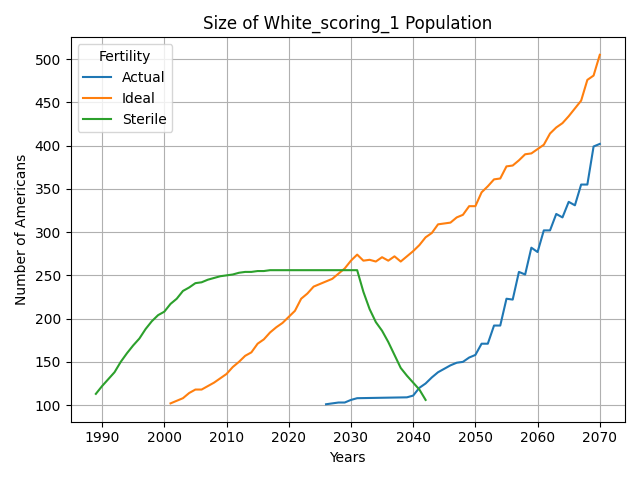 Size of White_scoring_1 Population
Fertility
Actual
Ideal
Sterile
Number of Americans
500
450
400
350
300
250
200
150
100
1990 2000 2010 2020 2030 2040 2050 2060 2070
Years